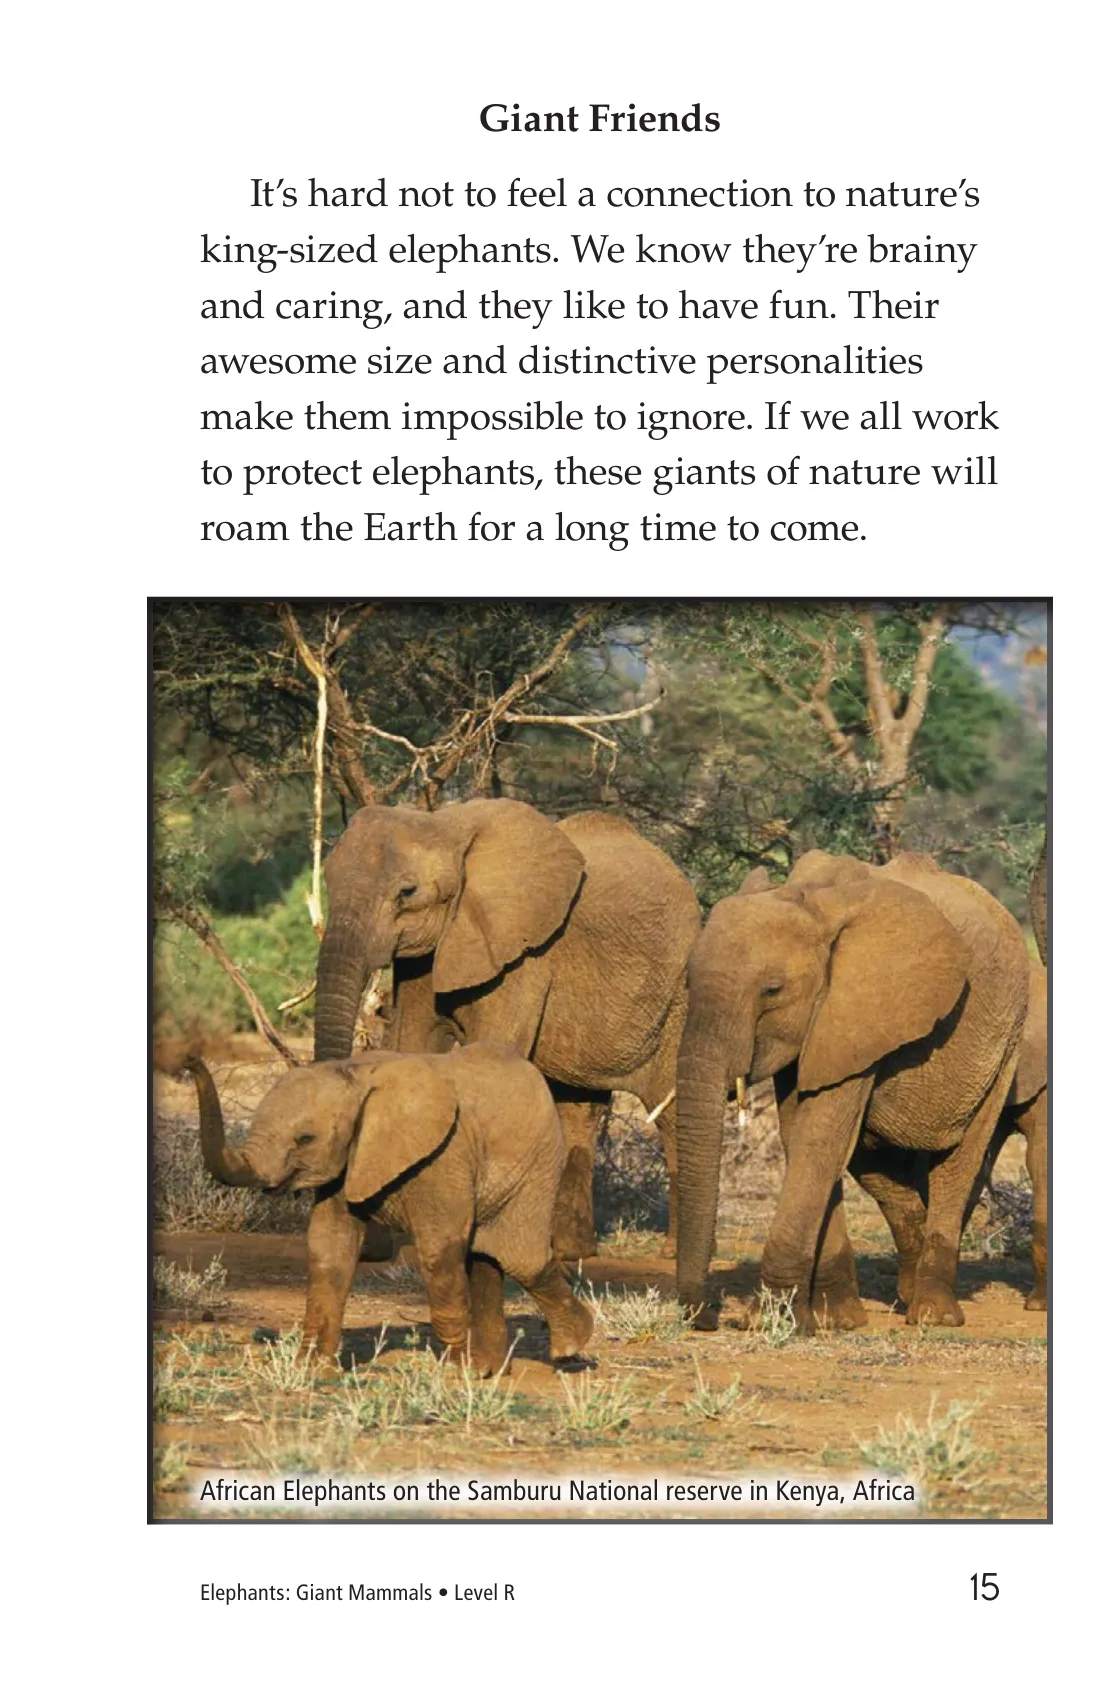 Giant Friends
It’s hard not to feel a connection to nature’s
king-sized elephants. We know they’re brainy
and caring, and they like to have fun. Their
awesome size and distinctive personalities
make them impossible to ignore. If we all work
to protect elephants, these giants of nature will
roam the Earth for a long time to come.
African Elephants on the Samburu National reserve in Kenya, Africa
Elephants: Giant Mammals • Level R
15